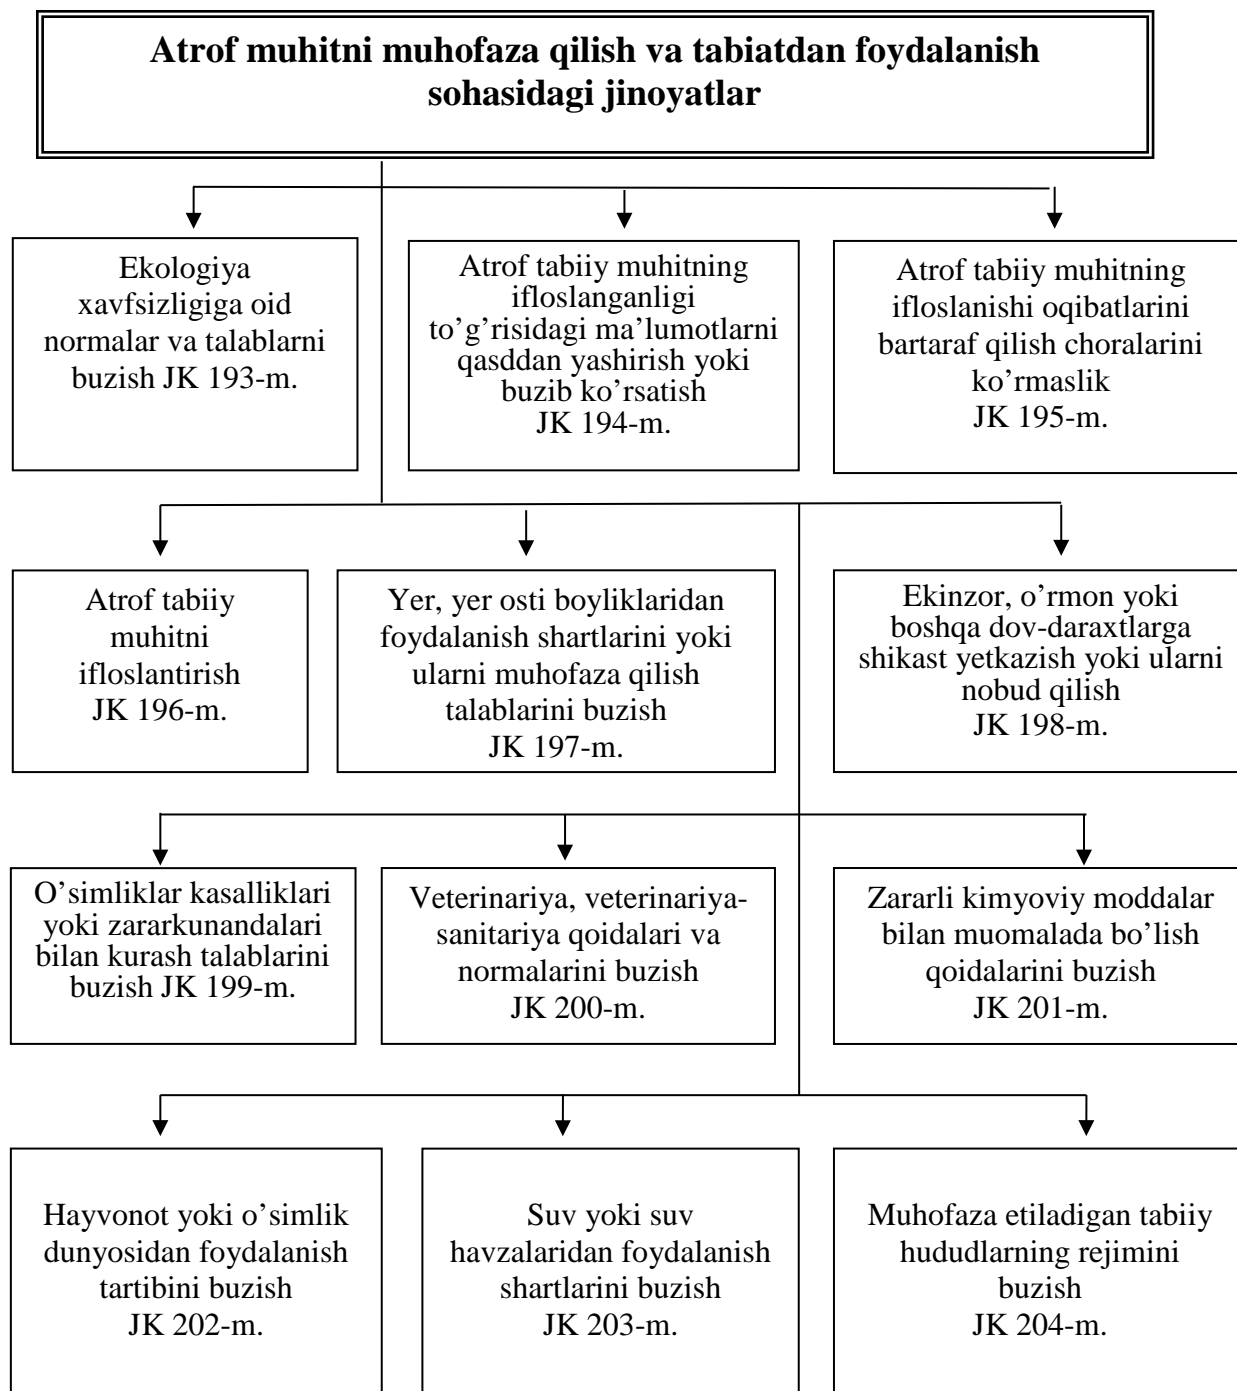 Atrof muhitni muhofaza qilish va tabiatdan foydalanish
sohasidagi jinoyatlar
Ekologiya
xavfsizligiga oid
normalar va talablarni
buzish JK 193-m.
Atrof tabiiy muhitning
ifloslanganligi
to’g’risidagi ma’lumotlarni
qasddan yashirish yoki
buzib ko’rsatish
JK 194-m.
Atrof tabiiy muhitning
ifloslanishi oqibatlarini
bartaraf qilish choralarini
ko’rmaslik
JK 195-m.
Atrof tabiiy
muhitni
ifloslantirish
JK 196-m.
Yer, yer osti boyliklaridan
foydalanish shartlarini yoki
ularni muhofaza qilish
talablarini buzish
JK 197-m.
Ekinzor, o’rmon yoki
boshqa dov-daraxtlarga
shikast yetkazish yoki ularni
nobud qilish
JK 198-m.
O’simliklar kasalliklari
yoki zararkunandalari
bilan kurash talablarini
buzish JK 199-m.
Veterinariya, veterinariya-
sanitariya qoidalari va
normalarini buzish
JK 200-m.
Zararli kimyoviy moddalar
bilan muomalada bo’lish
qoidalarini buzish
JK 201-m.
Hayvonot yoki o’simlik
dunyosidan foydalanish
tartibini buzish
JK 202-m.
Suv yoki suv
havzalaridan foydalanish
shartlarini buzish
JK 203-m.
Muhofaza etiladigan tabiiy
hududlarning rejimini
buzish
JK 204-m.